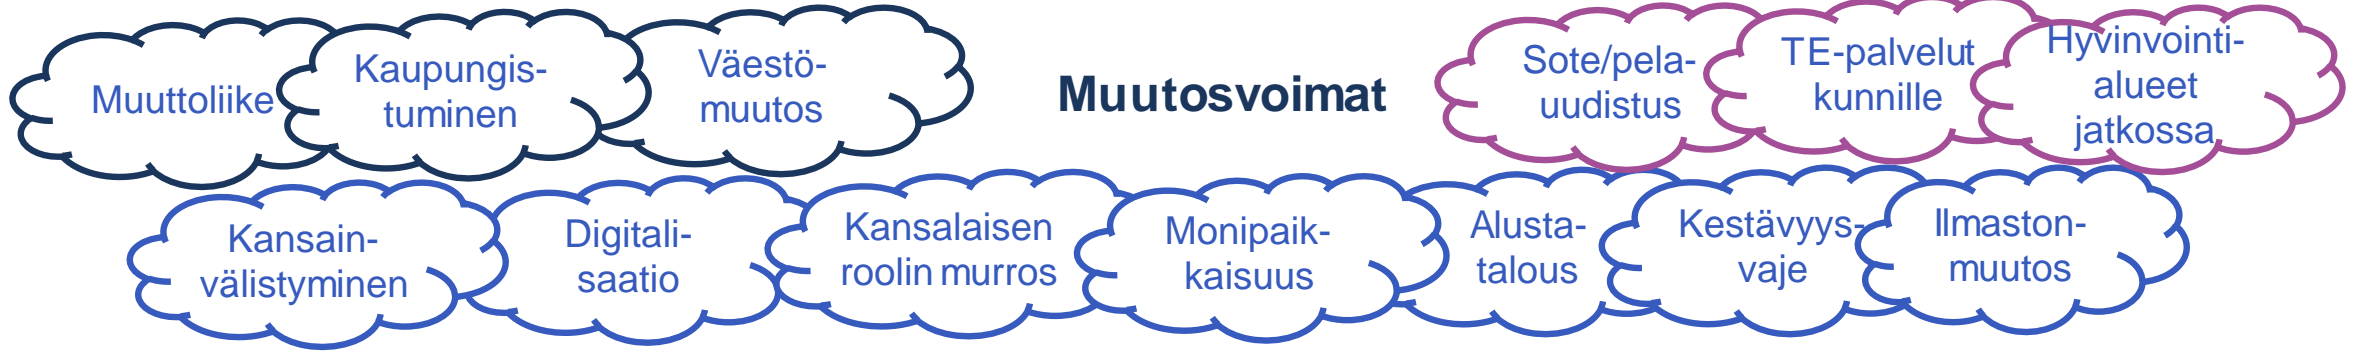 Muuttoliike
Kaupungis-
tuminen
Väestö-
muutos
Muutosvoimat
Sote/pela-
uudistus
TE-palvelut
kunnille
Hyvinvointi-
alueet
jatkossa
Kansain-
välistyminen
Digitali-
saatio
Kansalaisen
roolin murros
Monipaik-
kaisuus
Alusta-
talous
Kestävyys-
vaje
Ilmaston-
muutos